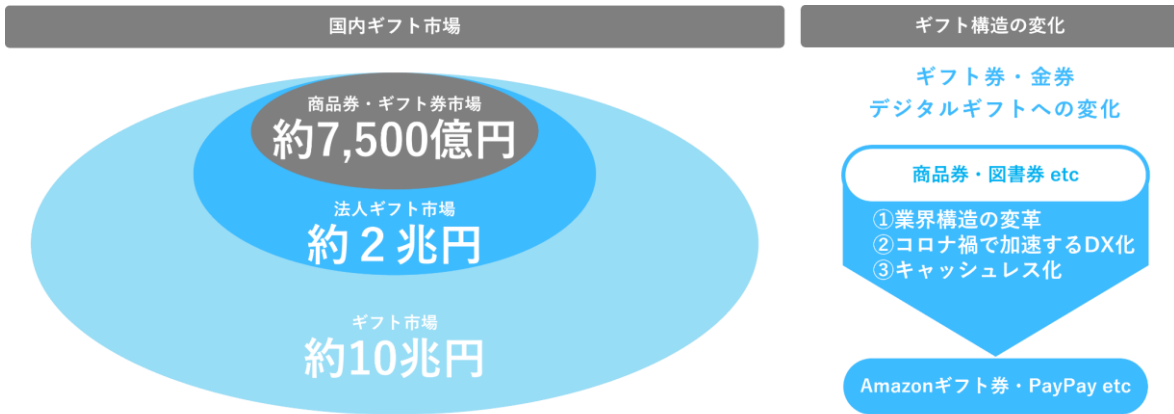 国内ギフト市場
商品券・ギフト券市場
約7,500億円
法人ギフト市場
約２兆円
ギフト市場
約10兆円
ギフト構造の変化
ギフト券・金券
デジタルギフトへの変化
商品券・図書券 etc
①業界構造の変革
②コロナ禍で加速するDX化
③キャッシュレス化
Amazonギフト券・PayPay etc